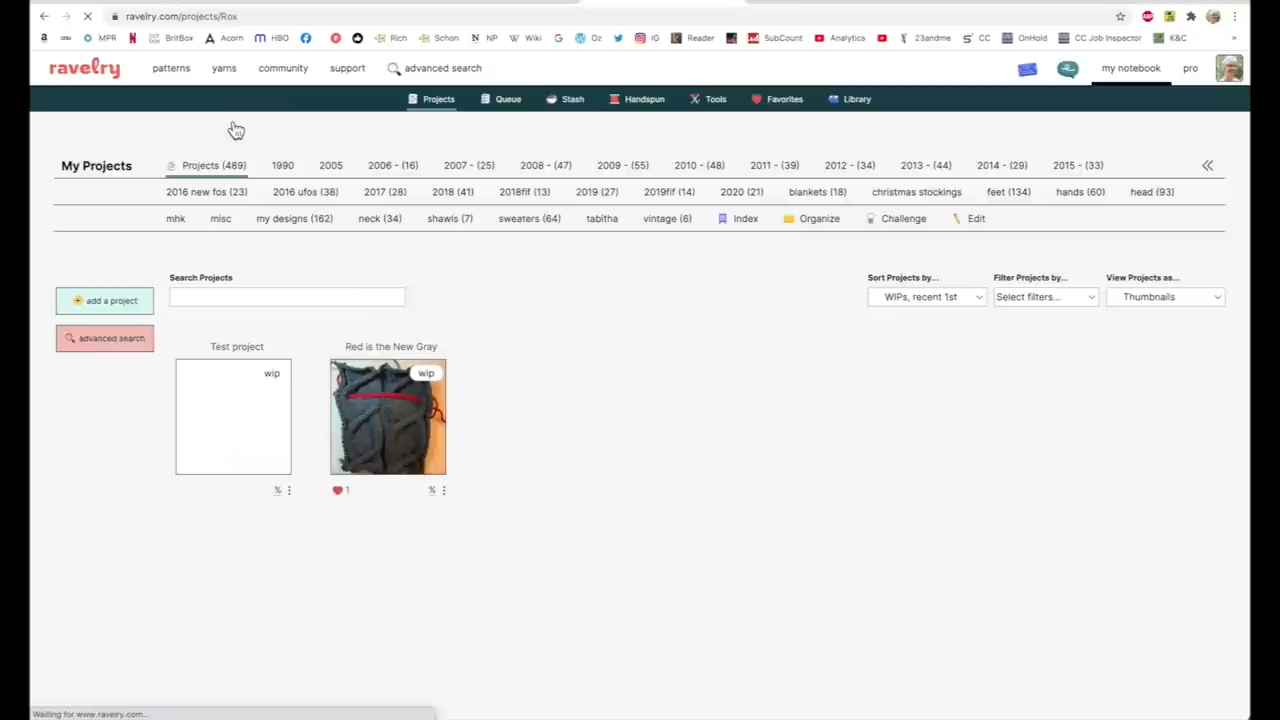 ravelry.com/projects/Rox
MPR BritBox Acorn HBO Rich Schon NP Wiki Oz IG Reader SubCount Analytics 23andme CC OnHold CC Job Inspector K&C »
ravelry patterns yarns community support advanced search my notebook pro
Projects Queue Stash Handspun Tools Favorites Library
My Projects Projects (489) 1990 2005 2006 - (16) 2007 - (25) 2008 - (47) 2009 - (55) 2010 - (48) 2011 - (39) 2012 - (34) 2013 - (44) 2014 - (29) 2015 - (33)
2016 new fos (23) 2016 ufos (38) 2017 (28) 2018 (41) 2018fif (13) 2019 (27) 2019fif (14) 2020 (21) blankets (18) christmas stockings feet (134) hands (60) head (93)
mhk misc my designs (162) neck (34) shawls (7) sweaters (64) tabitha vintage (6) Index Organize Challenge Edit
Search Projects Sort Projects by... Filter Projects by... View Projects as...
add a project WIPs, recent 1st Select filters... Thumbnails
advanced search
Test project Red is the New Gray
wip wip
% 1 %
Waiting for www.ravelry.com...